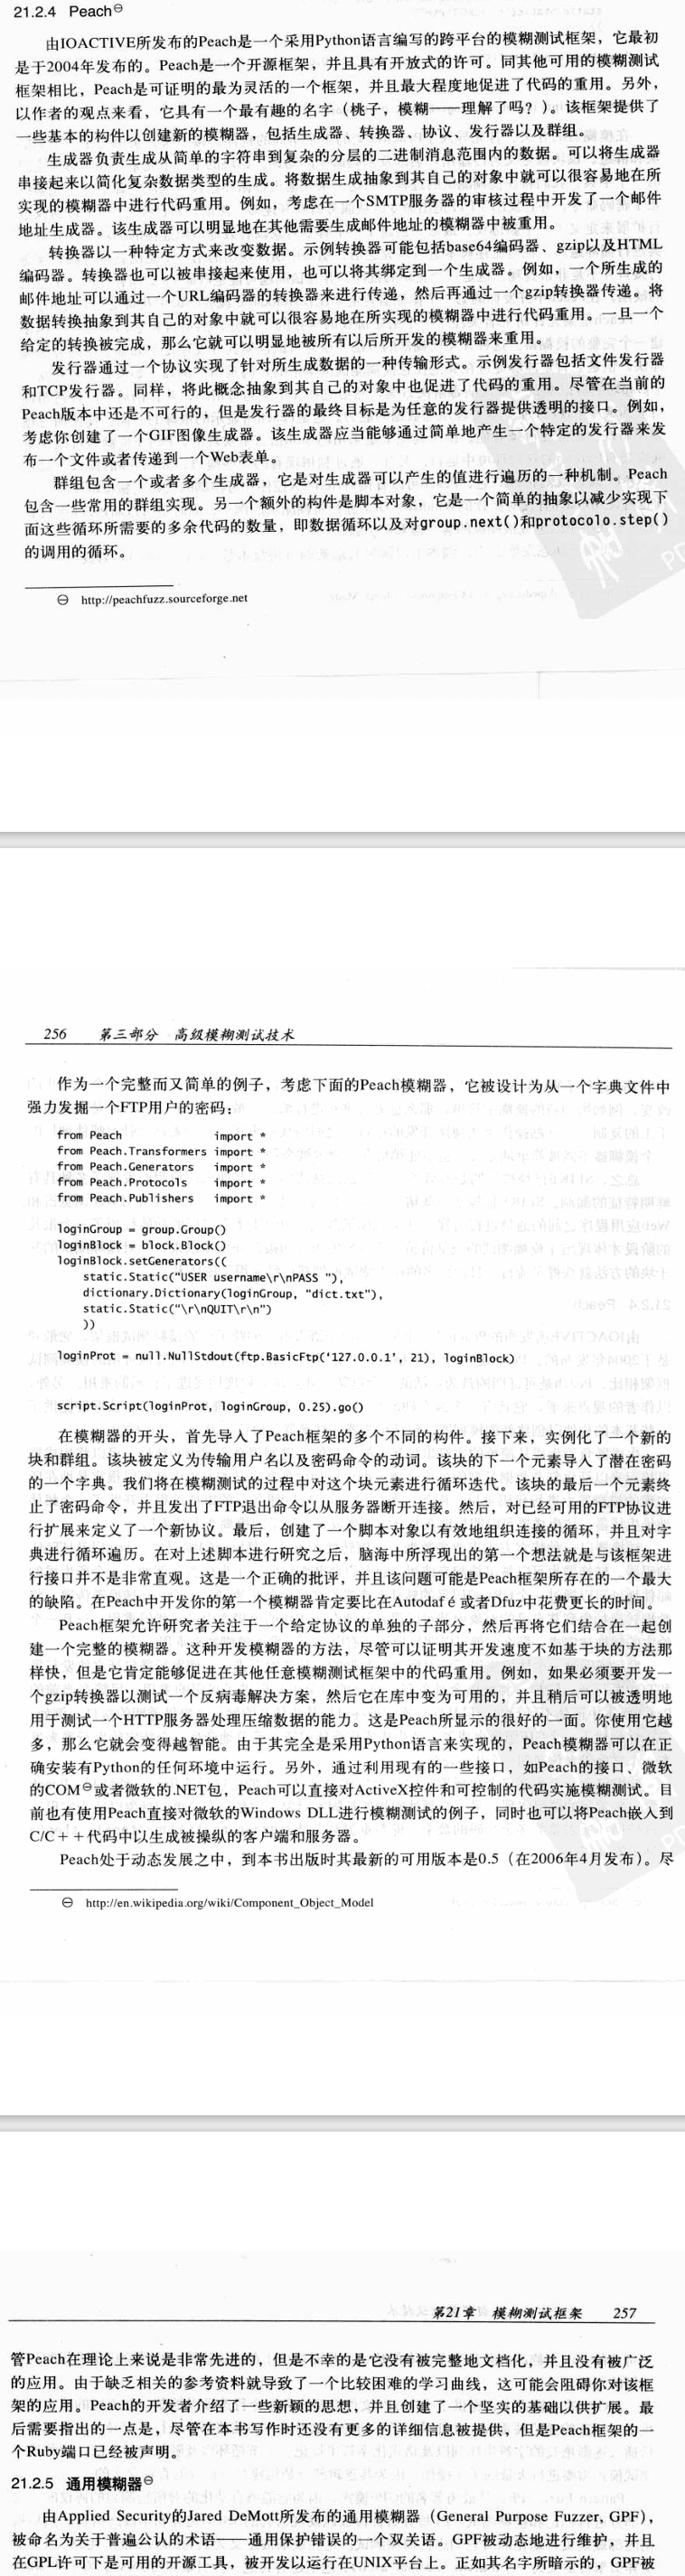 21.2.4 Peach㊀
由IOACTIVE所发布的Peach是一个采用Python语言编写的跨平台的模糊测试框架，它最初
是于2004年发布的。Peach是一个开源框架，并且具有开放式的许可。同其他可用的模糊测试
框架相比，Peach是可证明的最为灵活的一个框架，并且最大程度地促进了代码的重用。另外，
以作者的观点来看，它具有一个最有趣的名字（桃子，模糊——理解了吗？）。该框架提供了
一些基本的构件以创建新的模糊器，包括生成器、转换器、协议、发行器以及群组。
生成器负责生成从简单的字符串到复杂的分层的二进制消息范围内的数据。可以将生成器
串接起来以简化复杂数据类型的生成。将数据生成抽象到其自己的对象中就可以很容易地在所
实现的模糊器中进行代码重用。例如，考虑在一个SMTP服务器的审核过程中开发了一个邮件
地址生成器。该生成器可以明显地在其他需要生成邮件地址的模糊器中被重用。
转换器以一种特定方式来改变数据。示例转换器可能包括base64编码器、gzip以及HTML
编码器。转换器也可以被串接起来使用，也可以将其绑定到一个生成器。例如，一个所生成的
邮件地址可以通过一个URL编码器的转换器来进行传递，然后再通过一个gzip转换器传递。将
数据转换抽象到其自己的对象中就可以很容易地在所实现的模糊器中进行代码重用。一旦一个
给定的转换被完成，那么它就可以明显地被所有以后所开发的模糊器来重用。
发行器通过一个协议实现了针对所生成数据的一种传输形式。示例发行器包括文件发行器
和TCP发行器。同样，将此概念抽象到其自己的对象中也促进了代码的重用。尽管在当前的
Peach版本中还是不可行的，但是发行器的最终目标是为任意的发行器提供透明的接口。例如，
考虑你创建了一个GIF图像生成器。该生成器应当能够通过简单地产生一个特定的发行器来发
布一个文件或者传递到一个Web表单。
群组包含一个或者多个生成器，它是对生成器可以产生的值进行遍历的一种机制。Peach
包含一些常用的群组实现。另一个额外的构件是脚本对象，它是一个简单的抽象以减少实现下
面这些循环所需要的多余代码的数量，即数据循环以及对group.next()和protocolo.step()
的调用的循环。
㊀ http://peachfuzz.sourceforge.net
256 第三部分 高级模糊测试技术
作为一个完整而又简单的例子，考虑下面的Peach模糊器，它被设计为从一个字典文件中
强力发掘一个FTP用户的密码：
from Peach import *
from Peach.Transformers import *
from Peach.Generators import *
from Peach.Protocols import *
from Peach.Publishers import *
loginGroup = group.Group()
loginBlock = block.Block()
loginBlock.setGenerators((
static.Static("USER username\r\nPASS "),
dictionary.Dictionary(loginGroup, "dict.txt"),
static.Static("\r\nQUIT\r\n")
))
loginProt = null.NullStdout(ftp.BasicFtp('127.0.0.1', 21), loginBlock)
script.Script(loginProt, loginGroup, 0.25).go()
在模糊器的开头，首先导入了Peach框架的多个不同的构件。接下来，实例化了一个新的
块和群组。该块被定义为传输用户名以及密码命令的动词。该块的下一个元素导入了潜在密码
的一个字典。我们将在模糊测试的过程中对这个块元素进行循环迭代。该块的最后一个元素终
止了密码命令，并且发出了FTP退出命令以从服务器断开连接。然后，对已经可用的FTP协议进
行扩展来定义了一个新协议。最后，创建了一个脚本对象以有效地组织连接的循环，并且对字
典进行循环遍历。在对上述脚本进行研究之后，脑海中所浮现出的第一个想法就是与该框架进
行接口并不是非常直观。这是一个正确的批评，并且该问题可能是Peach框架所存在的一个最大
的缺陷。在Peach中开发你的第一个模糊器肯定要比在Autodafé或者Dfuz中花费更长的时间。
Peach框架允许研究者关注于一个给定协议的单独的子部分，然后再将它们结合在一起创
建一个完整的模糊器。这种开发模糊器的方法，尽管可以证明其开发速度不如基于块的方法那
样快，但是它肯定能够促进在其他任意模糊测试框架中的代码重用。例如，如果必须要开发一
个gzip转换器以测试一个反病毒解决方案，然后它在库中变为可用的，并且稍后可以被透明地
用于测试一个HTTP服务器处理压缩数据的能力。这是Peach所显示的很好的一面。你使用它越
多，那么它就会变得越智能。由于其完全是采用Python语言来实现的，Peach模糊器可以在正
确安装有Python的任何环境中运行。另外，通过利用现有的一些接口，如Peach的接口、微软
的COM㊀或者微软的.NET包，Peach可以直接对ActiveX控件和可控制的代码实施模糊测试。目
前也有使用Peach直接对微软的Windows DLL进行模糊测试的例子，同时也可以将Peach嵌入到
C/C++代码中以生成被操纵的客户端和服务器。
Peach处于动态发展之中，到本书出版时其最新的可用版本是0.5（在2006年4月发布）。尽
㊀ http://en.wikipedia.org/wiki/Component_Object_Model
第21章 模糊测试框架 257
管Peach在理论上来说是非常先进的，但是不幸的是它没有被完整地文档化，并且没有被广泛
的应用。由于缺乏相关的参考资料就导致了一个比较困难的学习曲线，这可能会阻碍你对该框
架的应用。Peach的开发者介绍了一些新颖的思想，并且创建了一个坚实的基础以供扩展。最
后需要指出的一点是，尽管在本书写作时还没有更多的详细信息被提供，但是Peach框架的一
个Ruby端口已经被声明。
21.2.5 通用模糊器㊀
由Applied Security的Jared DeMott所发布的通用模糊器（General Purpose Fuzzer, GPF），
被命名为关于普遍公认的术语——通用保护错误的一个双关语。GPF被动态地进行维护，并且
在GPL许可下是可用的开源工具，被开发以运行在UNIX平台上。正如其名字所暗示的，GPF被